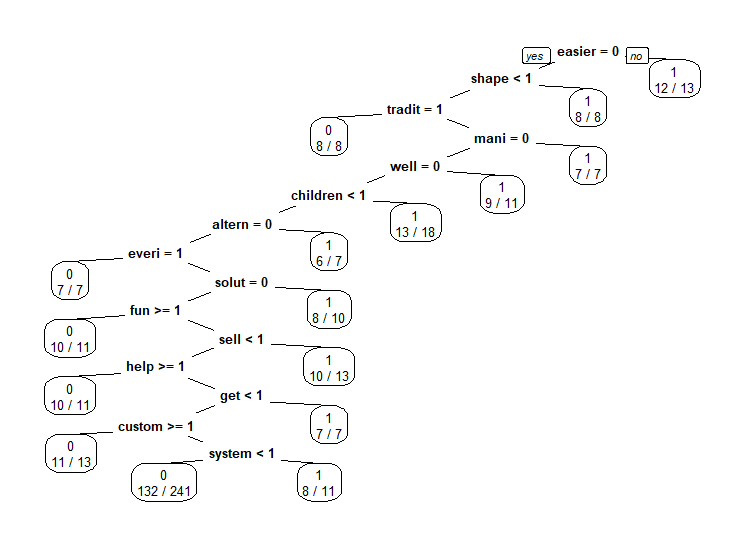 yes easier = 0 no
1
12 / 13
shape < 1
1
8 / 8
tradit = 1
0
8 / 8
mani = 0
1
7 / 7
well = 0
1
9 / 11
children < 1
1
13 / 18
altern = 0
1
6 / 7
everi = 1
0
7 / 7
solut = 0
1
8 / 10
fun >= 1
0
10 / 11
sell < 1
1
10 / 13
help >= 1
0
10 / 11
get < 1
1
7 / 7
custom >= 1
0
11 / 13
system < 1
0
132 / 241
1
8 / 11